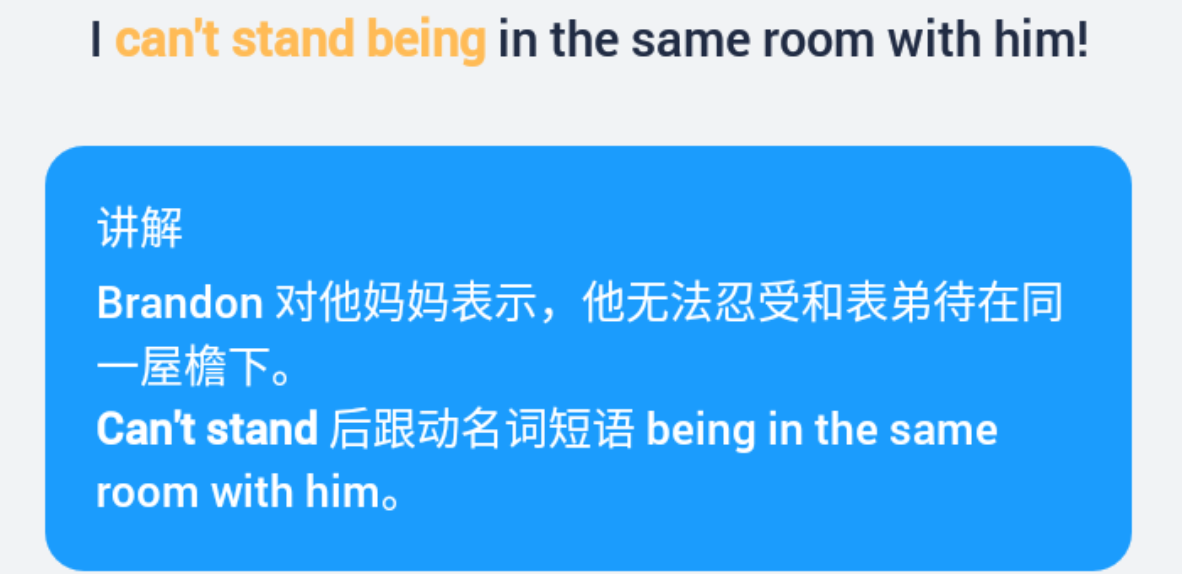 I can't stand being in the same room with him!
讲解
Brandon 对他妈妈表示，他无法忍受和表弟待在同
一屋檐下。
Can't stand 后跟动名词短语 being in the same
room with him。